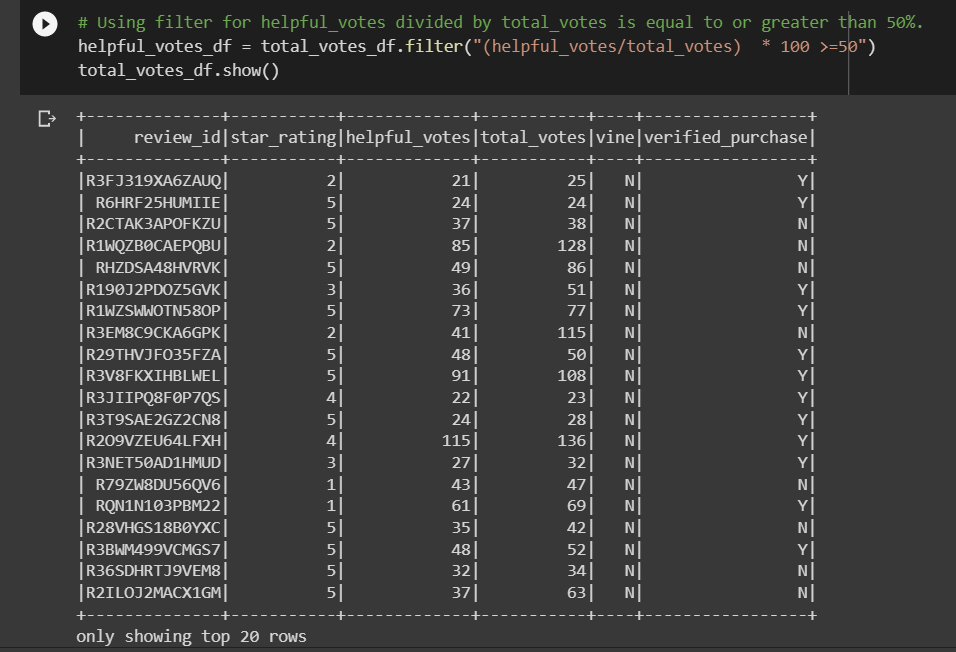 # Using filter for helpful_votes divided by total_votes is equal to or greater than 50%.
helpful_votes_df = total_votes_df.filter("(helpful_votes/total_votes)  * 100 >=50")
total_votes_df.show()
+--------------+-----------+-------------+-----------+----+-----------------+
|     review_id|star_rating|helpful_votes|total_votes|vine|verified_purchase|
+--------------+-----------+-------------+-----------+----+-----------------+
|R3FJ319XA6ZAUQ|          2|           21|         25|   N|                Y|
| R6HRF25HUMIIE|          5|           24|         24|   N|                Y|
|R2CTAK3APOFKZU|          5|           37|         38|   N|                N|
|R1WQZB0CAEPQBU|          2|           85|        128|   N|                N|
| RHZDSA48HVRVK|          5|           49|         86|   N|                N|
|R190J2PDOZ5GVK|          3|           36|         51|   N|                Y|
|R1WZSWWOTN58OP|          5|           73|         77|   N|                Y|
|R3EM8C9CKA6GPK|          2|           41|        115|   N|                N|
|R29THVJFO35FZA|          5|           48|         50|   N|                Y|
|R3V8FKXIHBLWEL|          5|           91|        108|   N|                Y|
|R3JIIPQ8F0P7QS|          4|           22|         23|   N|                Y|
|R3T9SAE2GZ2CN8|          5|           24|         28|   N|                Y|
|R2O9VZEU64LFXH|          4|          115|        136|   N|                Y|
|R3NET50AD1HMUD|          3|           27|         32|   N|                Y|
| R79ZW8DU56QV6|          1|           43|         47|   N|                N|
| RQN1N103PBM22|          1|           61|         69|   N|                Y|
|R28VHGS18B0YXC|          5|           35|         42|   N|                N|
|R3BWM499VCMGS7|          5|           48|         52|   N|                Y|
|R36SDHRTJ9VEM8|          5|           32|         34|   N|                N|
|R2ILOJ2MACX1GM|          5|           37|         63|   N|                N|
+--------------+-----------+-------------+-----------+----+-----------------+
only showing top 20 rows